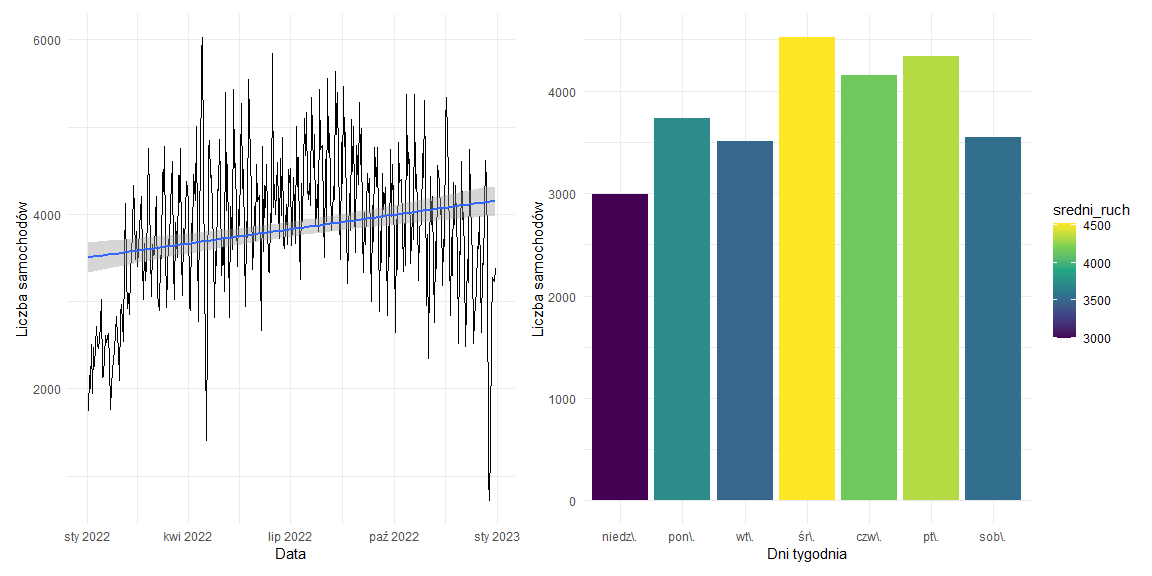 Liczba samochodów
6000
4000
2000
sty 2022
kwi 2022
lip 2022
paź 2022
sty 2023
Data
Liczba samochodów
4000
3000
2000
1000
0
niedz\.
pon\.
wt\.
śr\.
czw\.
pt\.
sob\.
Dni tygodnia
sredni_ruch
4500
4000
3500
3000